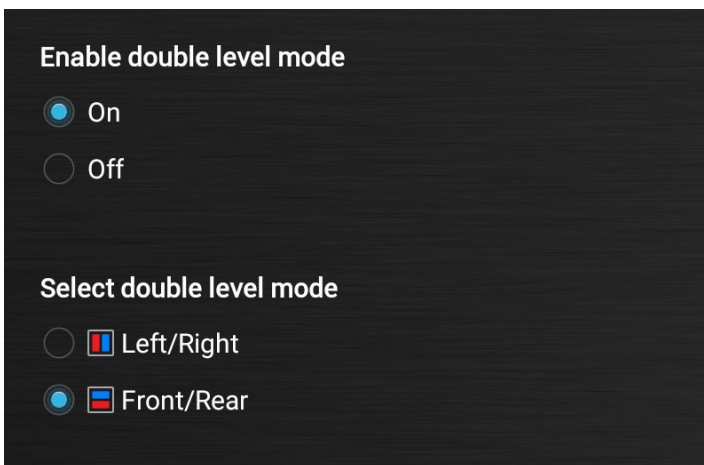 Enable double level mode
On
Off
Select double level mode
Left/Right
Front/Rear